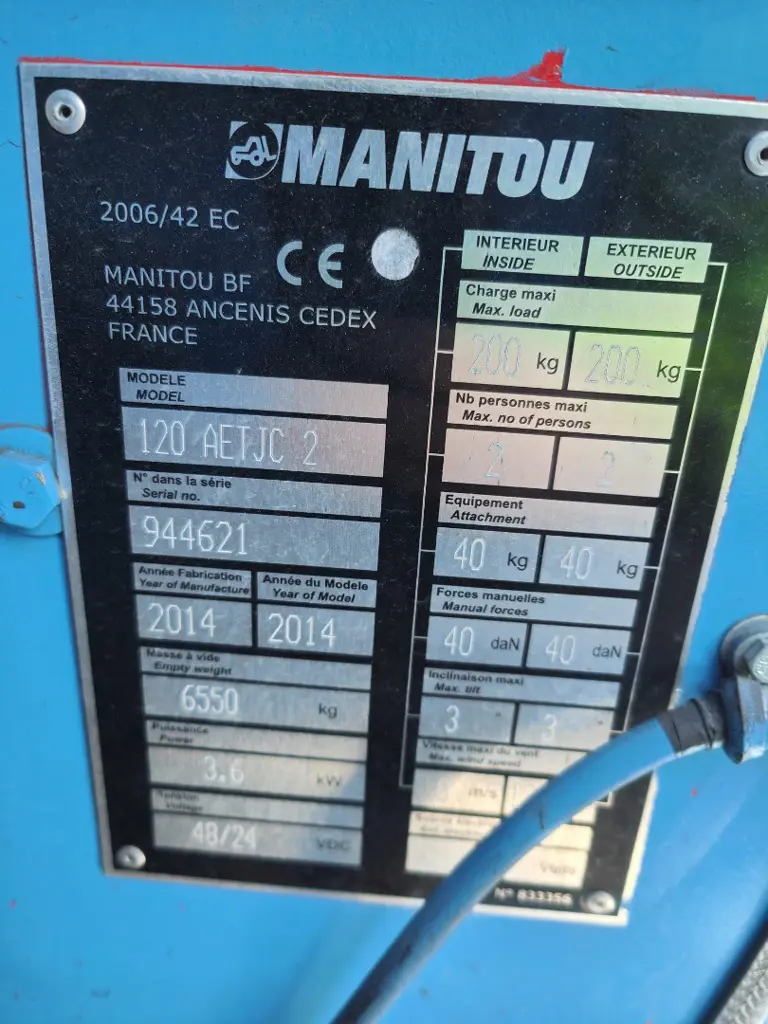 MANITOU
2006/42 EC
CE
MANITOU BF
44158 ANCENIS CEDEX
FRANCE
MODELE
MODEL
120 AETJC 2
N° dans la série
Serial no.
944621
Année Fabrication
Year of Manufacture
2014
Année du Modele
Year of Model
2014
Masse à vide
Empty weight
6550 kg
Puissance
Power
3.6 kW
Tension
Voltage
48/24 VDC
INTERIEUR
INSIDE
EXTERIEUR
OUTSIDE
Charge maxi
Max. load
200 kg 200 kg
Nb personnes maxi
Max. no of persons
2 2
Equipement
Attachment
40 kg 40 kg
Forces manuelles
Manual forces
40 daN 40 daN
Inclinaison maxi
Max. tilt
3 3
Vitesse maxi du vent
Max. wind speed
m/s
Volts
N° 833356